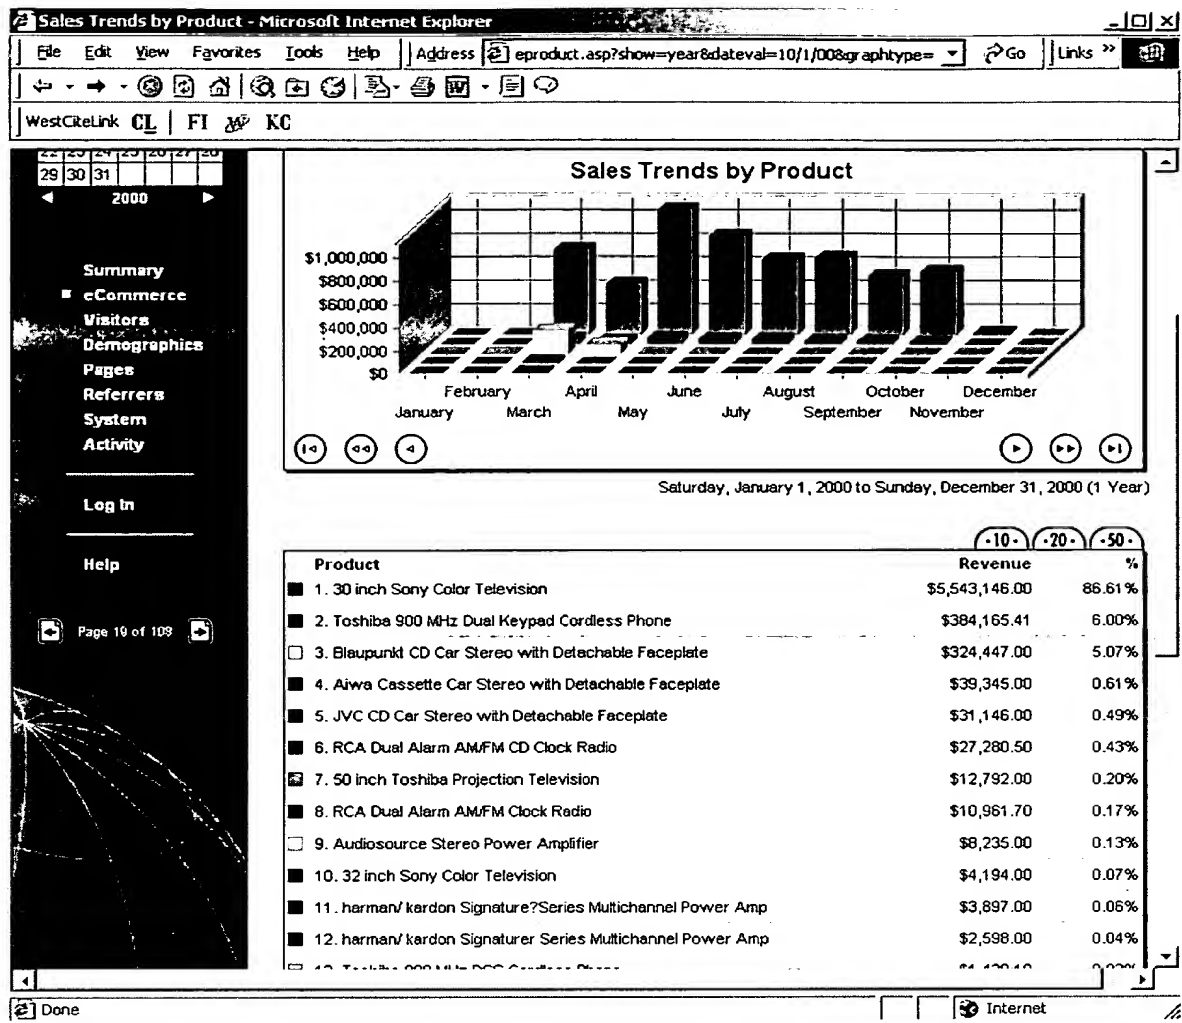 Sales Trends by Product - Microsoft Internet Explorer
File Edit View Favorites Tools Help Address eproduct.asp?show=year&dateval=10/1/00&graphtype= Go Links »
WestCiteLink CL FI KC
22 23 24 25 26 27 28
29 30 31
2000
Summary
eCommerce
Visitors
Demographics
Pages
Referrers
System
Activity
Log In
Help
Page 19 of 108
Sales Trends by Product
$1,000,000
$800,000
$600,000
$400,000
$200,000
$0
February April June August October December
January March May July September November
Saturday, January 1, 2000 to Sunday, December 31, 2000 (1 Year)
·10· ·20· ·50·
Product Revenue %
1. 30 inch Sony Color Television $5,543,146.00 86.61%
2. Toshiba 900 MHz Dual Keypad Cordless Phone $384,165.41 6.00%
3. Blaupunkt CD Car Stereo with Detachable Faceplate $324,447.00 5.07%
4. Aiwa Cassette Car Stereo with Detachable Faceplate $39,345.00 0.61%
5. JVC CD Car Stereo with Detachable Faceplate $31,146.00 0.49%
6. RCA Dual Alarm AM/FM CD Clock Radio $27,280.50 0.43%
7. 50 inch Toshiba Projection Television $12,792.00 0.20%
8. RCA Dual Alarm AM/FM Clock Radio $10,961.70 0.17%
9. Audiosource Stereo Power Amplifier $8,235.00 0.13%
10. 32 inch Sony Color Television $4,194.00 0.07%
11. harman/ kardon Signature?Series Multichannel Power Amp $3,897.00 0.06%
12. harman/ kardon Signaturer Series Multichannel Power Amp $2,598.00 0.04%
Done Internet